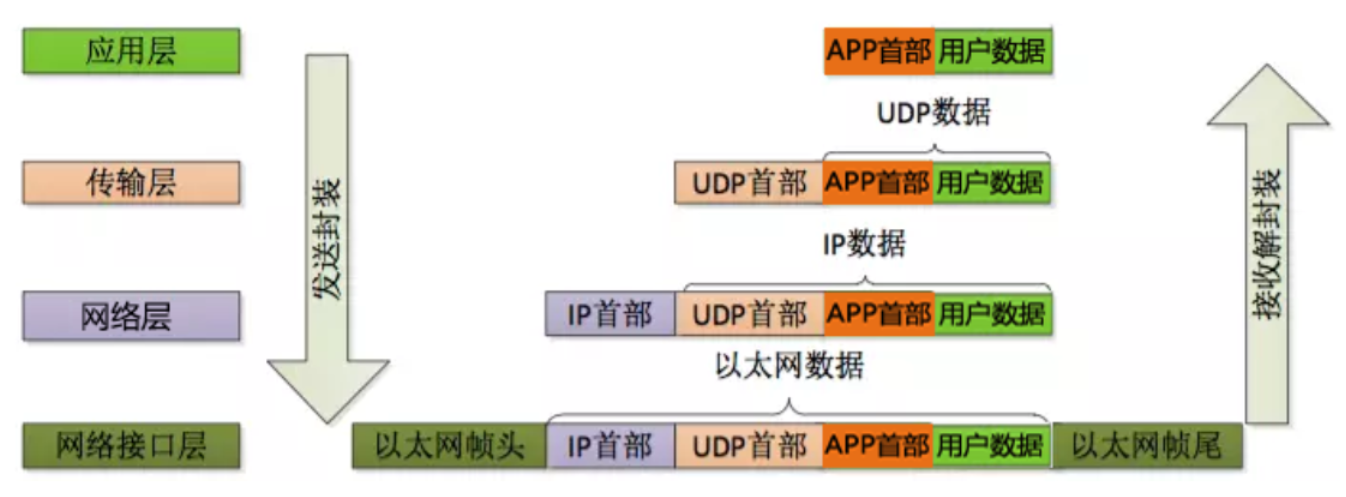 应用层
APP首部 用户数据
UDP数据
传输层
UDP首部 APP首部 用户数据
IP数据
网络层
IP首部 UDP首部 APP首部 用户数据
以太网数据
网络接口层
以太网帧头 IP首部 UDP首部 APP首部 用户数据 以太网帧尾
发送封装
接收解封装